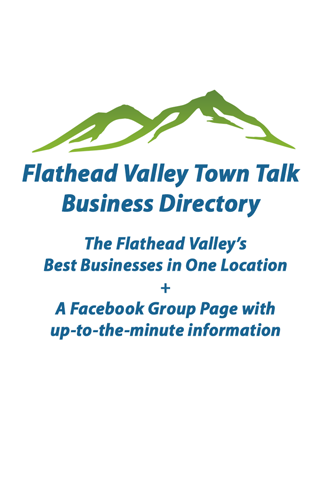 Flathead Valley Town Talk
Business Directory
The Flathead Valley's
Best Businesses in One Location
+
A Facebook Group Page with
up-to-the-minute information